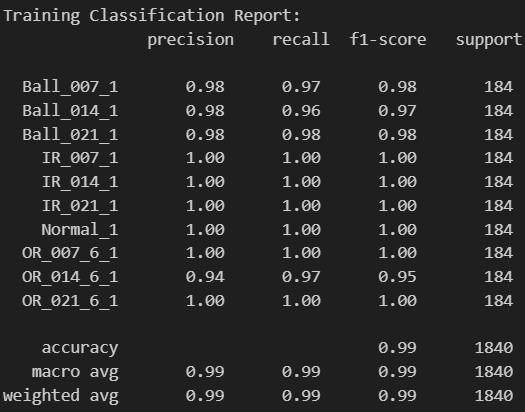 Training Classification Report:
precision recall f1-score support
Ball_007_1 0.98 0.97 0.98 184
Ball_014_1 0.98 0.96 0.97 184
Ball_021_1 0.98 0.98 0.98 184
IR_007_1 1.00 1.00 1.00 184
IR_014_1 1.00 1.00 1.00 184
IR_021_1 1.00 1.00 1.00 184
Normal_1 1.00 1.00 1.00 184
OR_007_6_1 1.00 1.00 1.00 184
OR_014_6_1 0.94 0.97 0.95 184
OR_021_6_1 1.00 1.00 1.00 184
accuracy 0.99 1840
macro avg 0.99 0.99 0.99 1840
weighted avg 0.99 0.99 0.99 1840